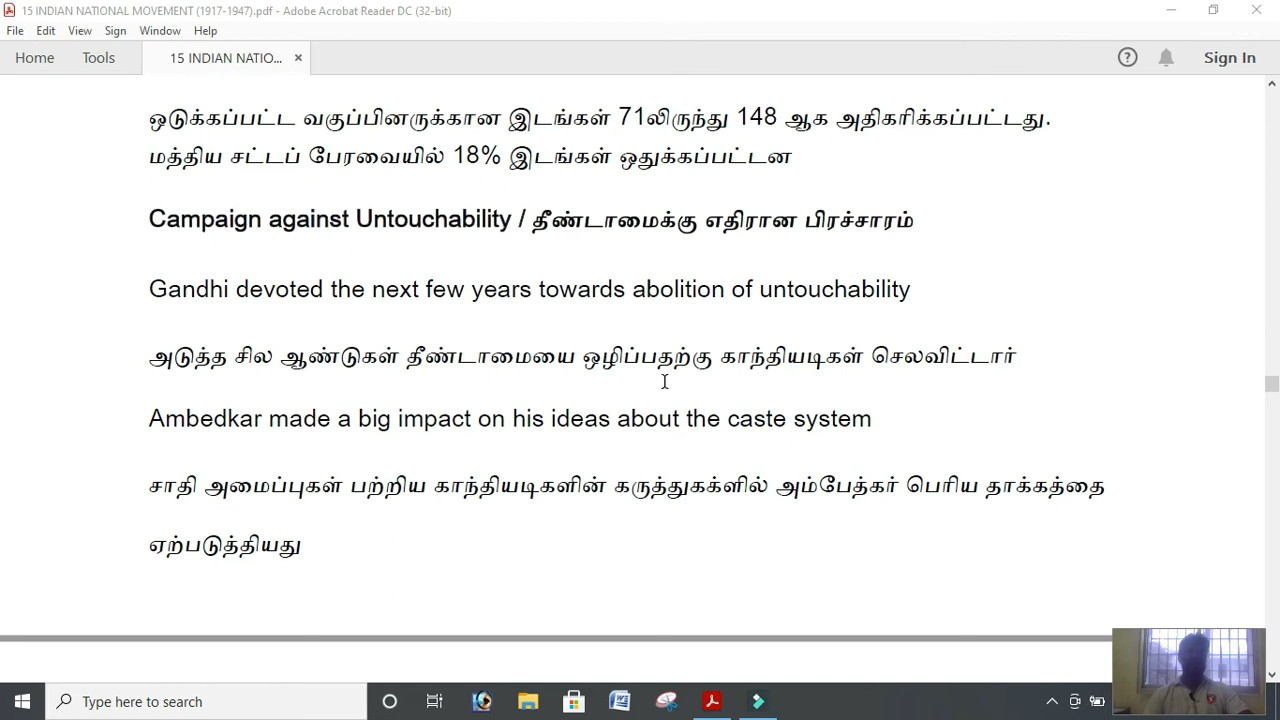 15 INDIAN NATIONAL MOVEMENT (1917-1947).pdf - Adobe Acrobat Reader DC (32-bit)
File Edit View Sign Window Help
Home Tools 15 INDIAN NATIO... × Sign In
ஒடுக்கப்பட்ட வகுப்பினருக்கான இடங்கள் 71லிருந்து 148 ஆக அதிகரிக்கப்பட்டது.
மத்திய சட்டப் பேரவையில் 18% இடங்கள் ஒதுக்கப்பட்டன
Campaign against Untouchability / தீண்டாமைக்கு எதிரான பிரச்சாரம்
Gandhi devoted the next few years towards abolition of untouchability
அடுத்த சில ஆண்டுகள் தீண்டாமையை ஒழிப்பதற்கு காந்தியடிகள் செலவிட்டார்
Ambedkar made a big impact on his ideas about the caste system
சாதி அமைப்புகள் பற்றிய காந்தியடிகளின் கருத்துகக்ளில் அம்பேத்கர் பெரிய தாக்கத்தை
ஏற்படுத்தியது
Type here to search